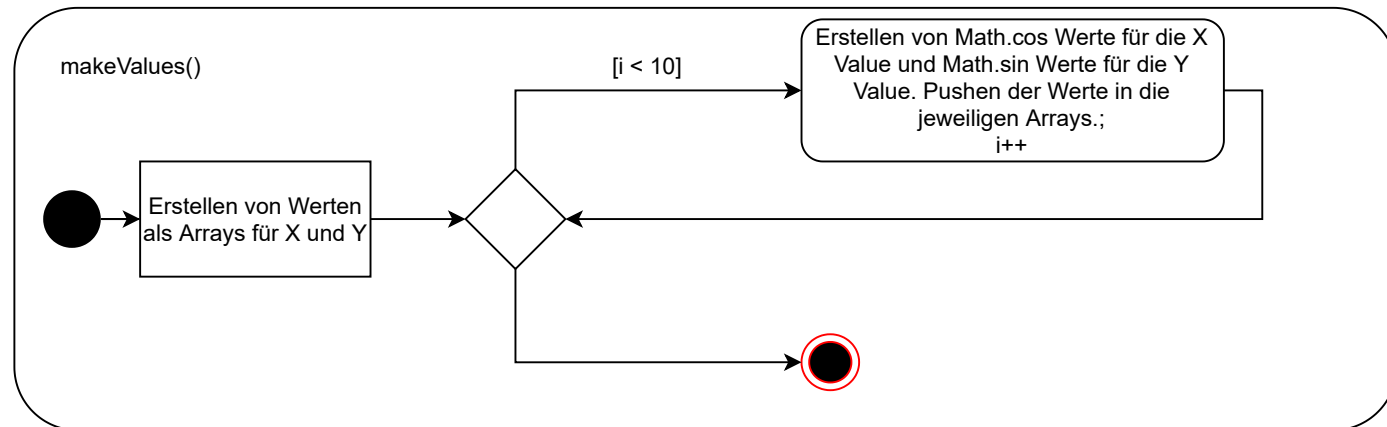 makeValues()
Erstellen von Werten
als Arrays für X und Y
[i < 10]
Erstellen von Math.cos Werte für die X
Value und Math.sin Werte für die Y
Value. Pushen der Werte in die
jeweiligen Arrays.;
i++